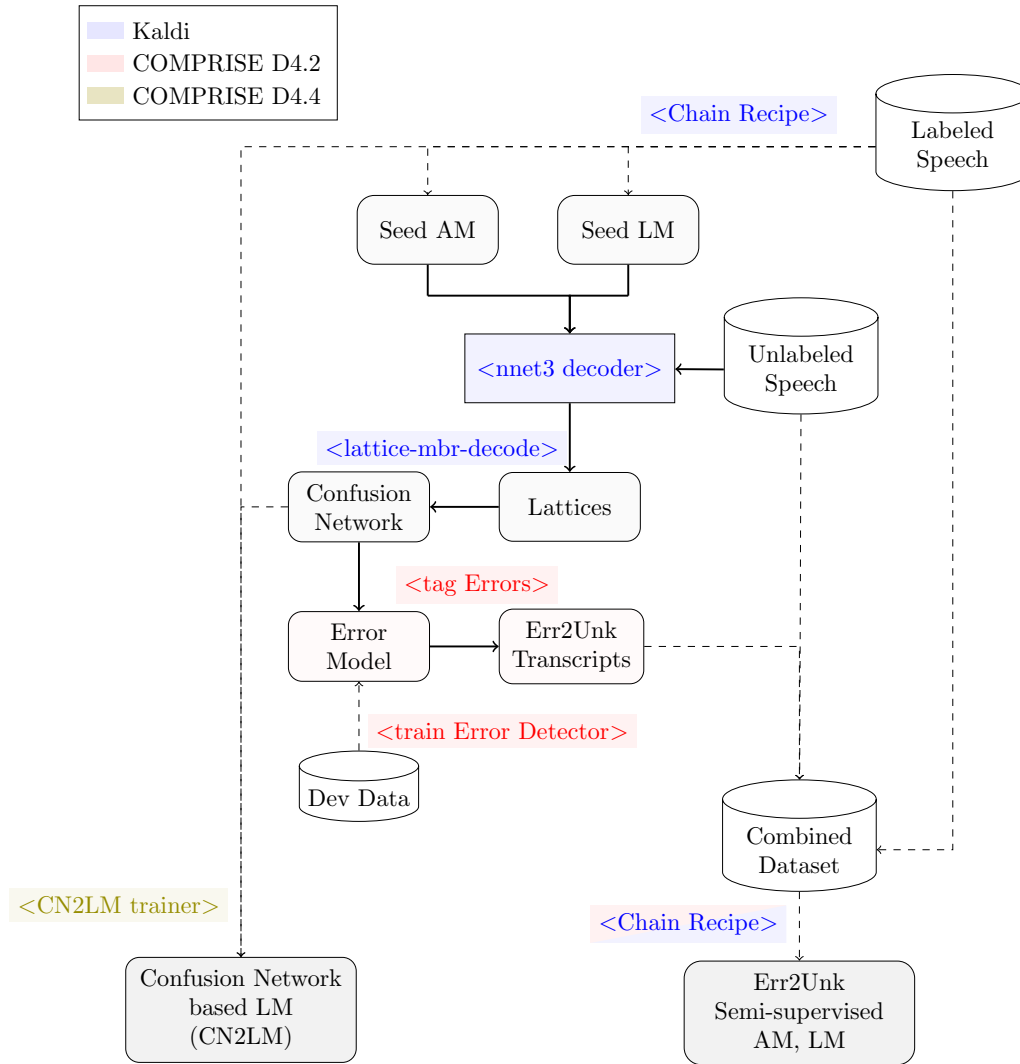 Kaldi
COMPRISE D4.2
COMPRISE D4.4
<Chain Recipe>
Labeled
Speech
Seed AM
Seed LM
<nnet3 decoder>
Unlabeled
Speech
<lattice-mbr-decode>
Confusion
Network
Lattices
<tag Errors>
Error
Model
Err2Unk
Transcripts
<train Error Detector>
Dev Data
Combined
Dataset
<CN2LM trainer>
<Chain Recipe>
Confusion Network
based LM
(CN2LM)
Err2Unk
Semi-supervised
AM, LM